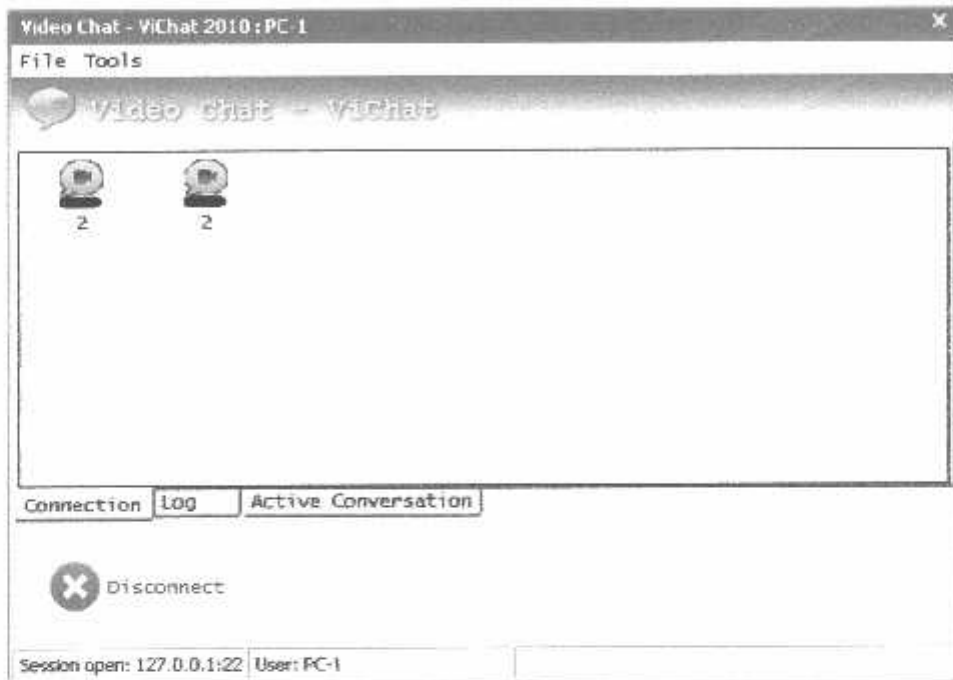 Video Chat - ViChat 2010 : PC-1
File Tools
Video Chat - ViChat
2 2
Connection Log Active Conversation
Disconnect
Session open: 127.0.0.1:22 User: PC-1